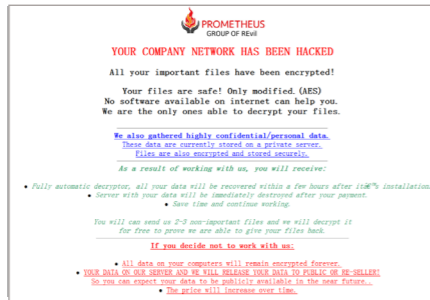 PROMETHEUS
GROUP OF REvil
YOUR COMPANY NETWORK HAS BEEN HACKED
All your important files have been encrypted!
Your files are safe! Only modified.(AES)
No software available on internet can help you.
We are the only ones able to decrypt your files.
We also gathered highly confidential/personal data.
These data are currently stored on a private server.
Files are also encrypted and stored securely.
As a result of working with us, you will receive:
• Fully automatic decryptor, all your data will be recovered within a few hours after itâ€™s installation.
• Server with your data will be immediately destroyed after your payment.
• Save time and continue working.
You will can send us 2-3 non-important files and we will decrypt it
for free to prove we are able to give your files back.
If you decide not to work with us:
• All data on your computers will remain encrypted forever.
• YOUR DATA ON OUR SERVER AND WE WILL RELEASE YOUR DATA TO PUBLIC OR RE-SELLER!
So you can expect your data to be publicly available in the near future..
• The price will increase over time.